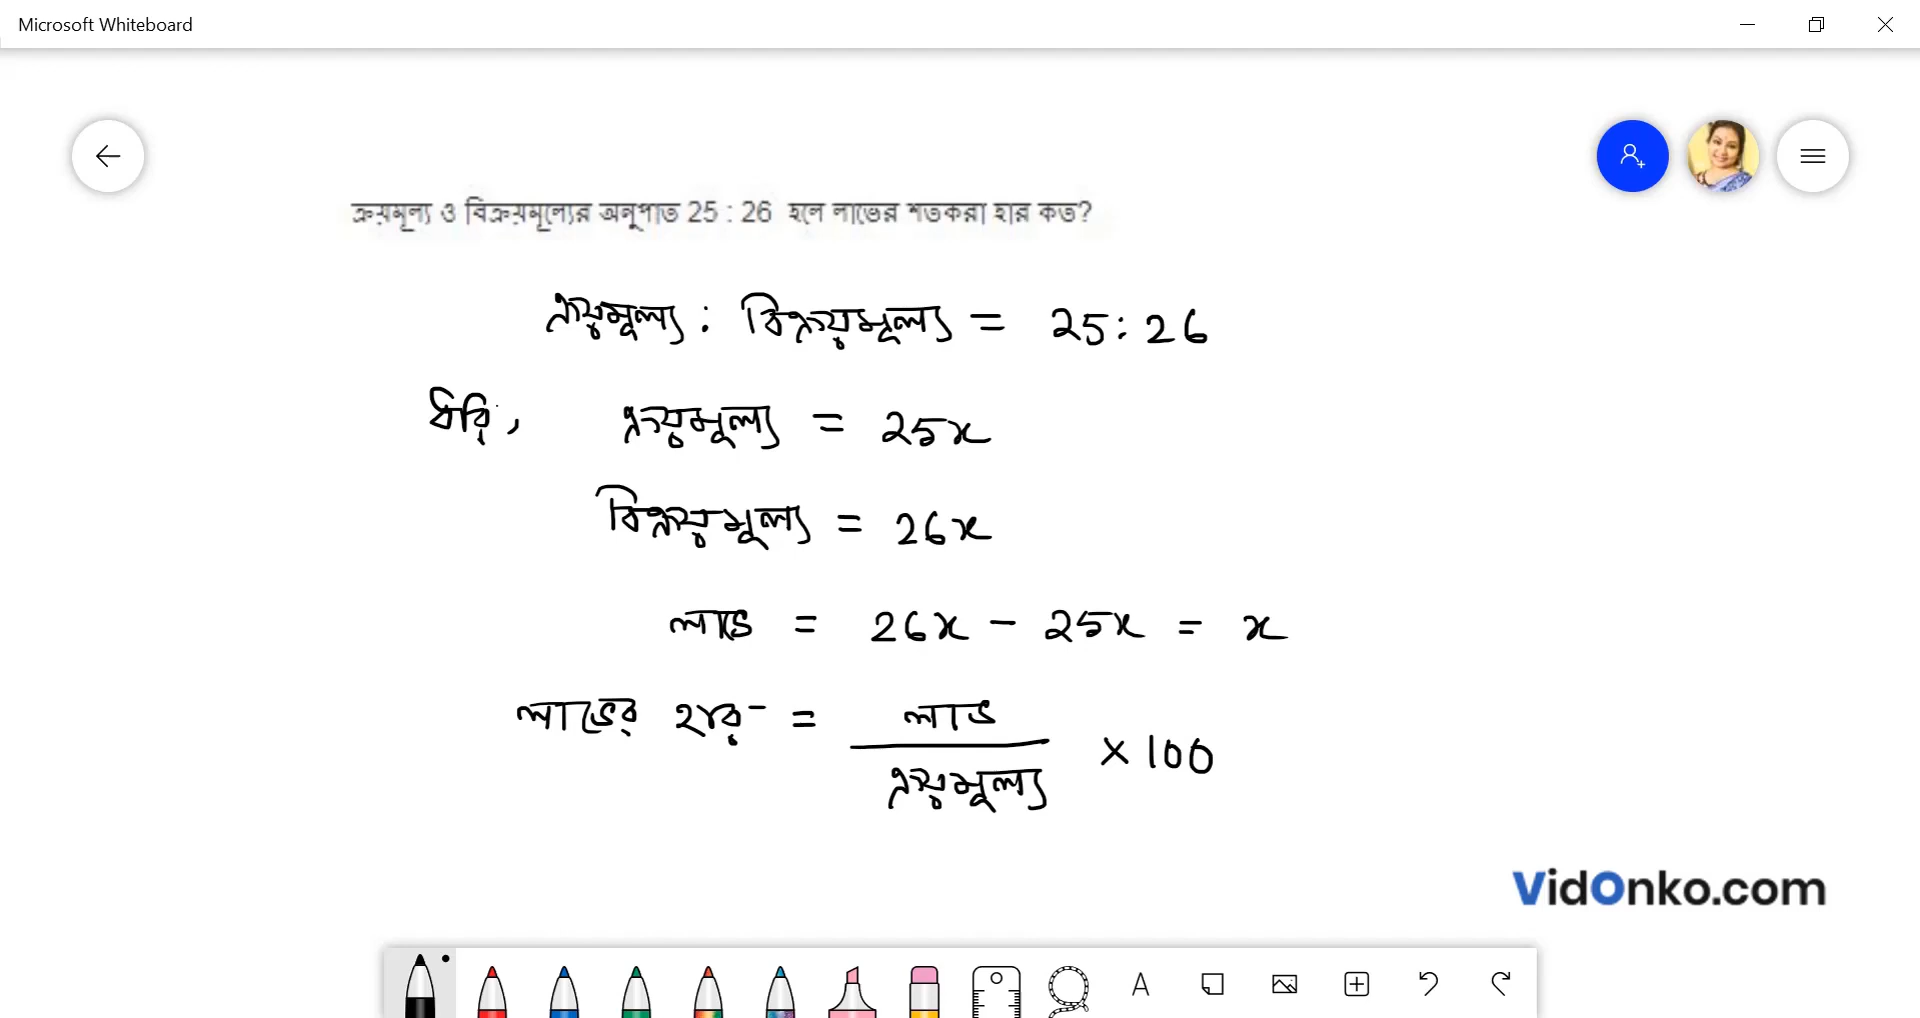 Microsoft Whiteboard
ক্রয়মূল্য ও বিক্রয়মূল্যের অনুপাত 25 : 26 হলে লাভের শতকরা হার কত?
ক্রয়মূল্য : বিক্রয়মূল্য = 25 : 26
ধরি, ক্রয়মূল্য = 25x
বিক্রয়মূল্য = 26x
লাভ = 26x - 25x = x
লাভের হার = লাভ / ক্রয়মূল্য × 100
VidOnko.com